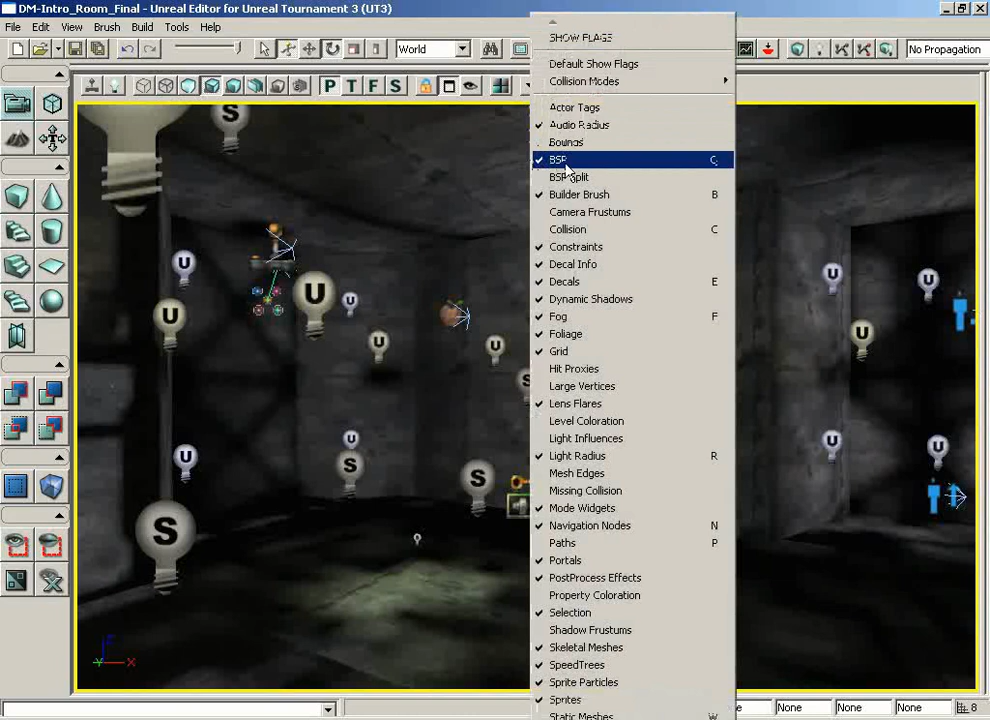 DM-Intro_Room_Final - Unreal Editor for Unreal Tournament 3 (UT3)
File Edit View Brush Build Tools Help
World
No Propagation
P T F S
SHOW FLAGS
Default Show Flags
Collision Modes
Actor Tags
Audio Radius
Bounds
BSP
BSP Split
Builder Brush B
Camera Frustums
Collision C
Constraints
Decal Info
Decals E
Dynamic Shadows
Fog F
Foliage
Grid
Hit Proxies
Large Vertices
Lens Flares
Level Coloration
Light Influences
Light Radius R
Mesh Edges
Missing Collision
Mode Widgets
Navigation Nodes N
Paths P
Portals
PostProcess Effects
Property Coloration
Selection
Shadow Frustums
Skeletal Meshes
SpeedTrees
Sprite Particles
Sprites
Static Meshes W
S
U
U
U
U
U
U
U
S
U
S
S
U
U
U
U
U
Z
Y X
None None None 8